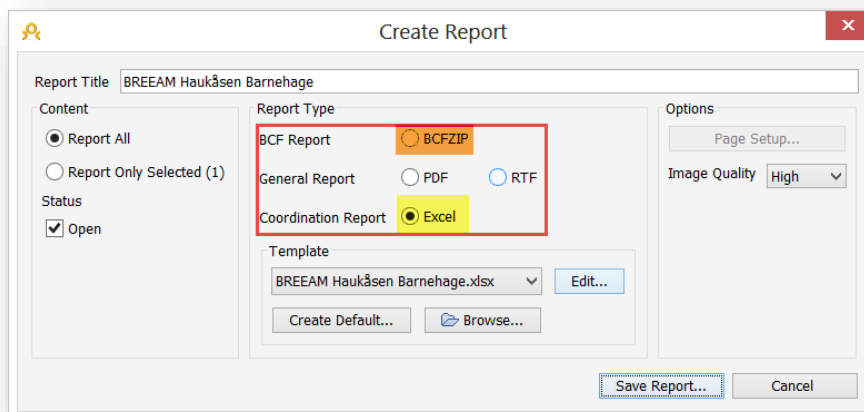 Create Report
Report Title BREEAM Haukåsen Barnehage
Content
Report All
Report Only Selected (1)
Status
Open
Report Type
BCF Report BCFZIP
General Report PDF RTF
Coordination Report Excel
Template
BREEAM Haukåsen Barnehage.xlsx Edit...
Create Default... Browse...
Options
Page Setup...
Image Quality High
Save Report... Cancel